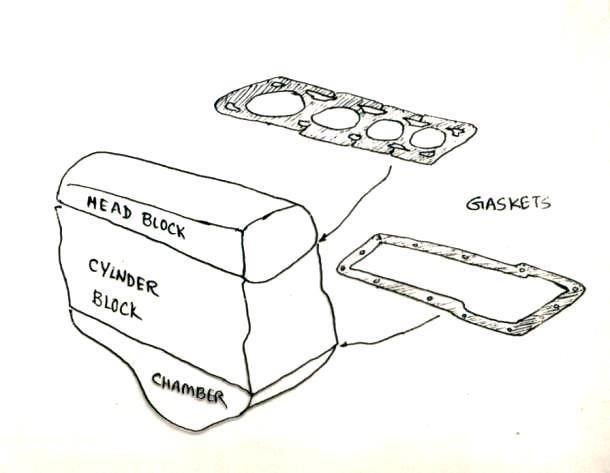 HEAD BLOCK
GASKETS
CYLNDER
BLOCK
CHAMBER